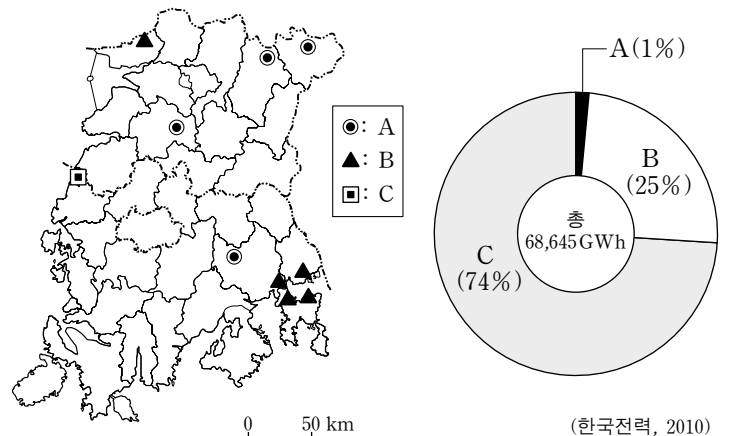 ◉: A
▲: B
▣: C
0 50 km
A(1%)
B
(25%)
총
68,645GWh
C
(74%)
(한국전력, 2010)